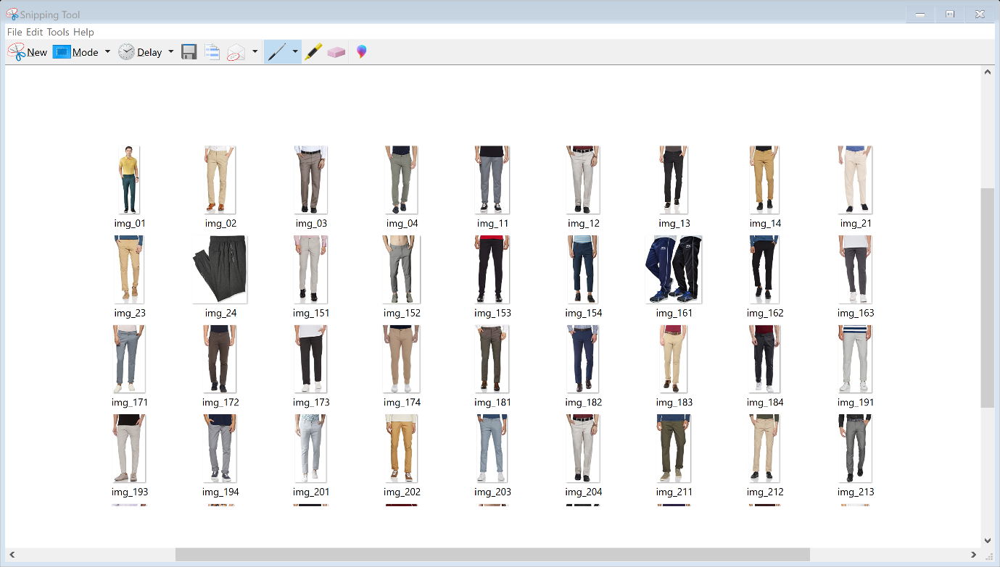 Snipping Tool
File Edit Tools Help
New Mode Delay
img_01 img_02 img_03 img_04 img_11 img_12 img_13 img_14 img_21
img_23 img_24 img_151 img_152 img_153 img_154 img_161 img_162 img_163
img_171 img_172 img_173 img_174 img_181 img_182 img_183 img_184 img_191
img_193 img_194 img_201 img_202 img_203 img_204 img_211 img_212 img_213